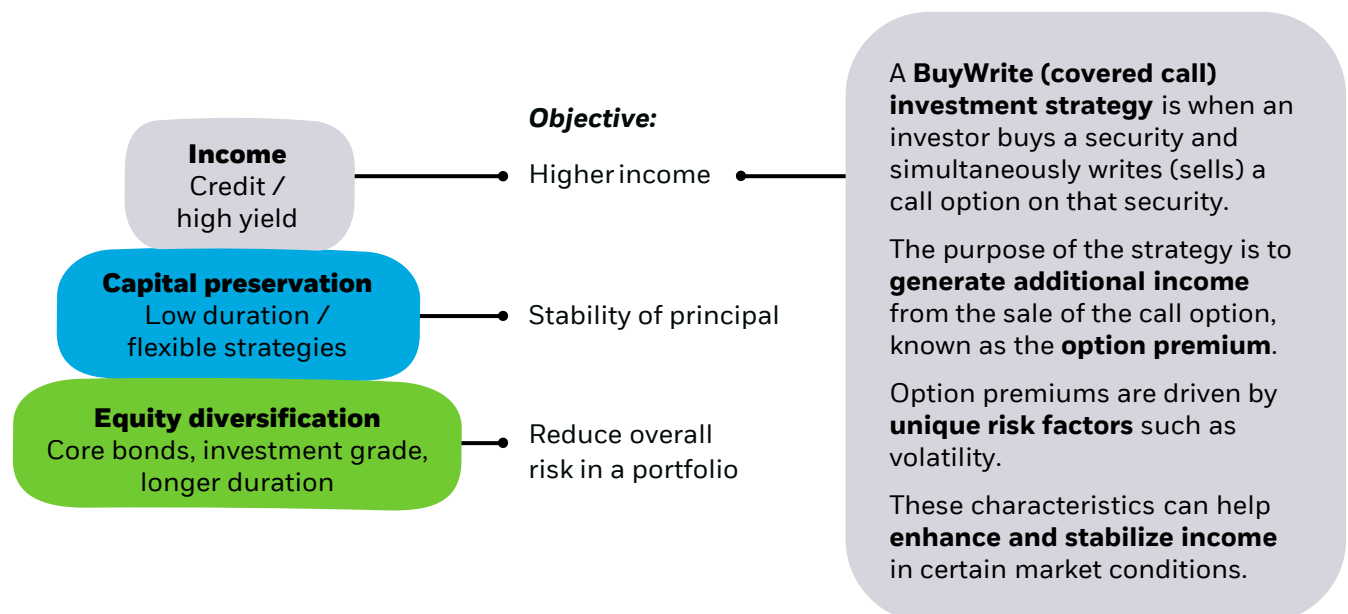 Income
Credit /
high yield
Capital preservation
Low duration /
flexible strategies
Equity diversification
Core bonds, investment grade,
longer duration
Objective:
Higher income
Stability of principal
Reduce overall
risk in a portfolio
A BuyWrite (covered call)
investment strategy is when an
investor buys a security and
simultaneously writes (sells) a
call option on that security.
The purpose of the strategy is to
generate additional income
from the sale of the call option,
known as the option premium.
Option premiums are driven by
unique risk factors such as
volatility.
These characteristics can help
enhance and stabilize income
in certain market conditions.